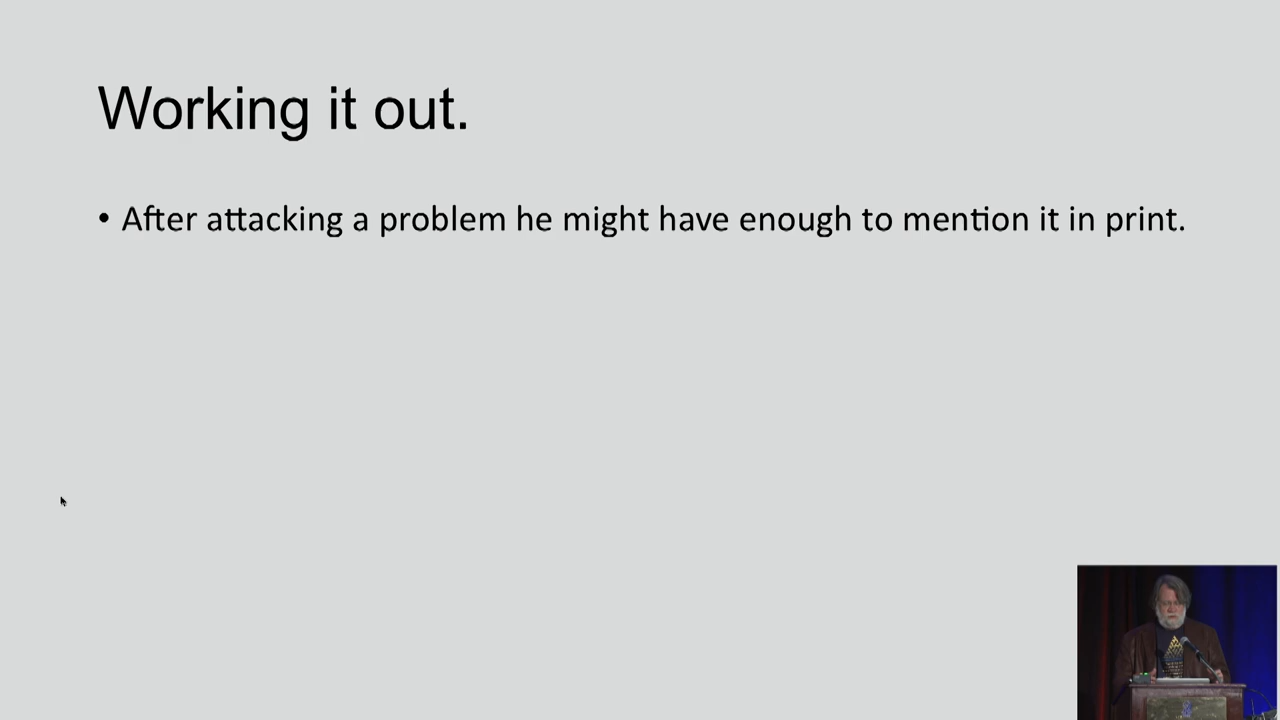 Working it out.
• After attacking a problem he might have enough to mention it in print.